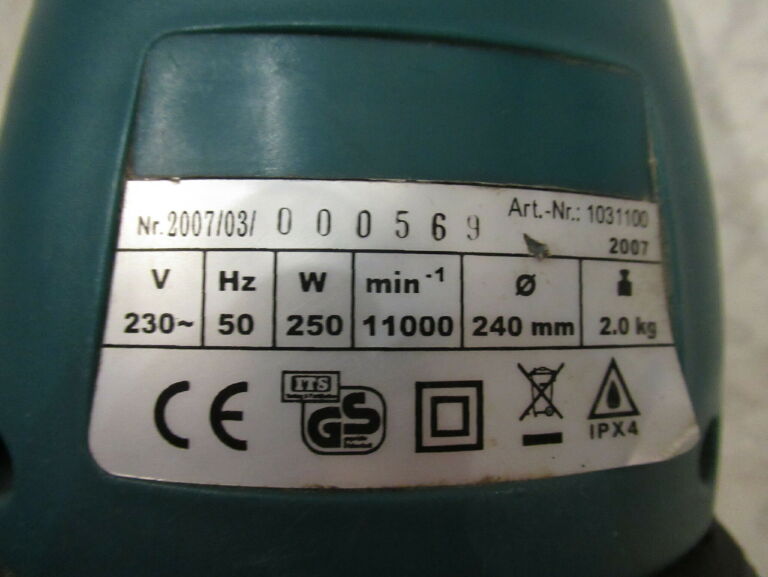 Nr. 2007/03/ 000569 Art.-Nr.: 1031100
2007
V Hz W min⁻¹ Ø
230~ 50 250 11000 240 mm 2.0 kg
CE ITS GS IPX4